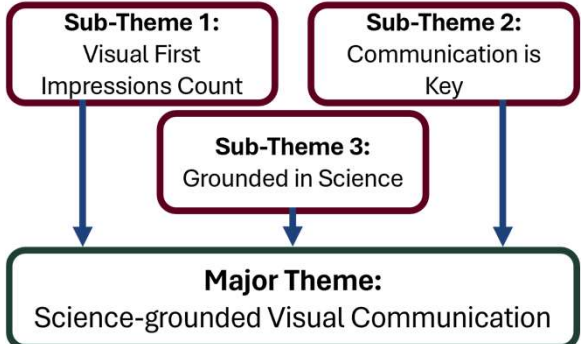 Sub-Theme 1:
Visual First
Impressions Count
Sub-Theme 2:
Communication is
Key
Sub-Theme 3:
Grounded in Science
Major Theme:
Science-grounded Visual Communication